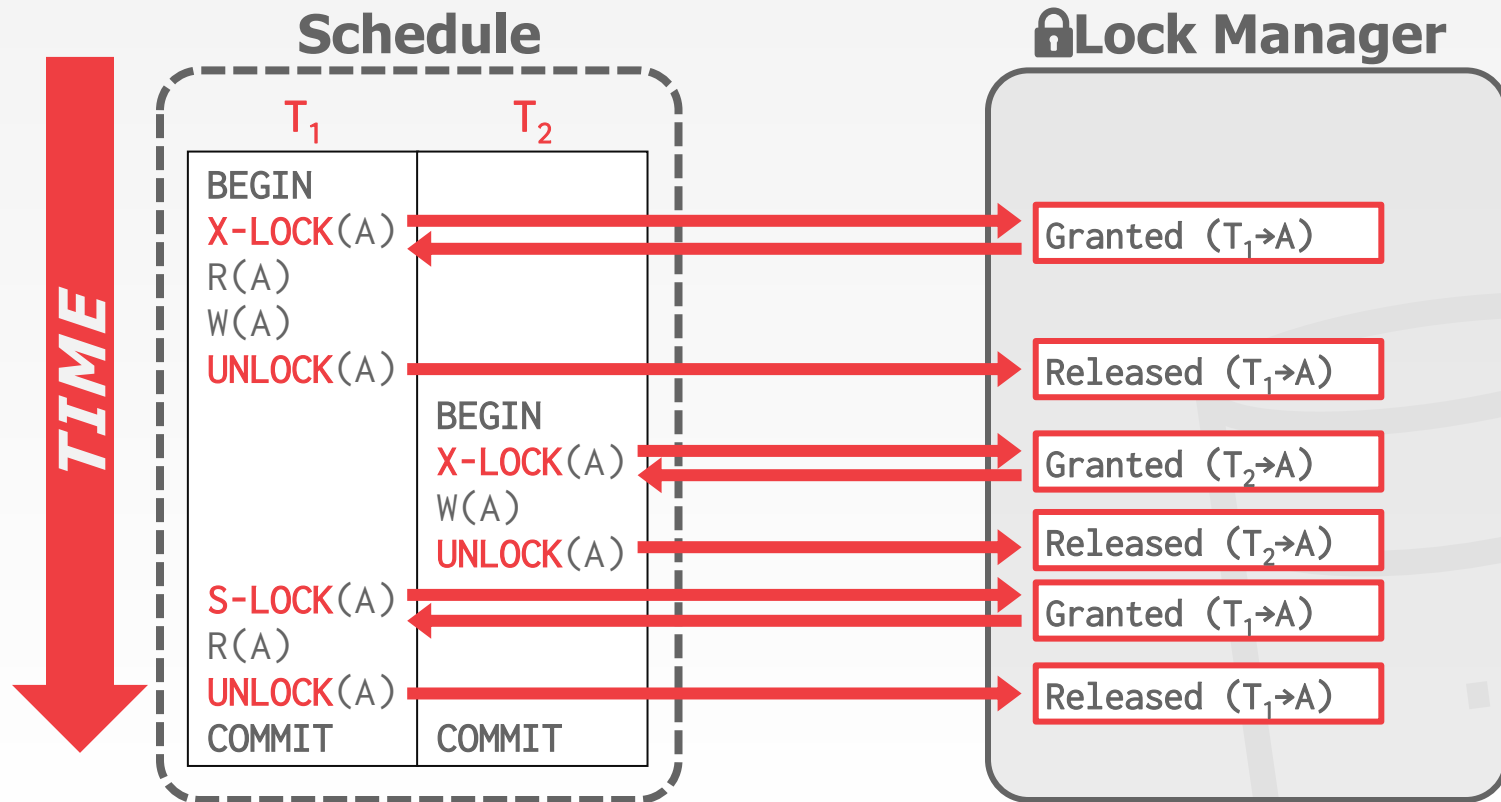 Schedule
Lock Manager
TIME
T1 T2
BEGIN
X-LOCK(A)
Granted (T1→A)
R(A)
W(A)
UNLOCK(A)
Released (T1→A)
BEGIN
X-LOCK(A)
Granted (T2→A)
W(A)
UNLOCK(A)
Released (T2→A)
S-LOCK(A)
Granted (T1→A)
R(A)
UNLOCK(A)
Released (T1→A)
COMMIT COMMIT